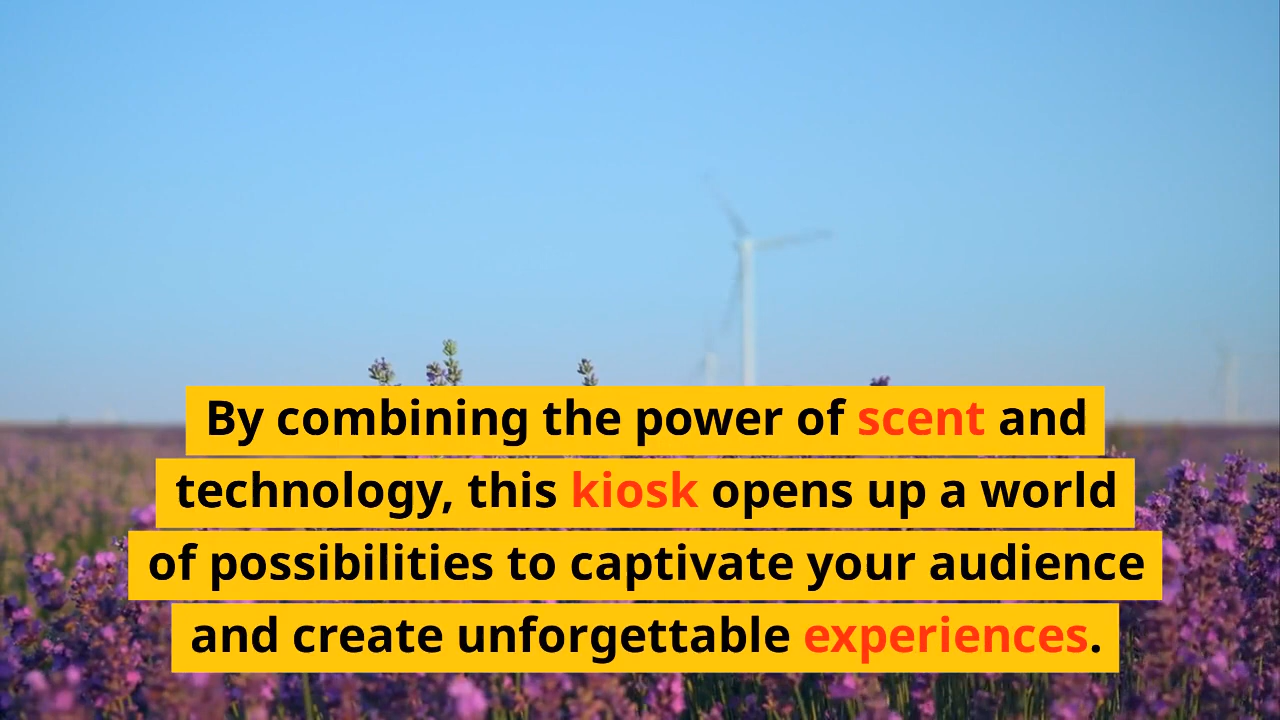 By combining the power of scent and
technology, this kiosk opens up a world
of possibilities to captivate your audience
and create unforgettable experiences.